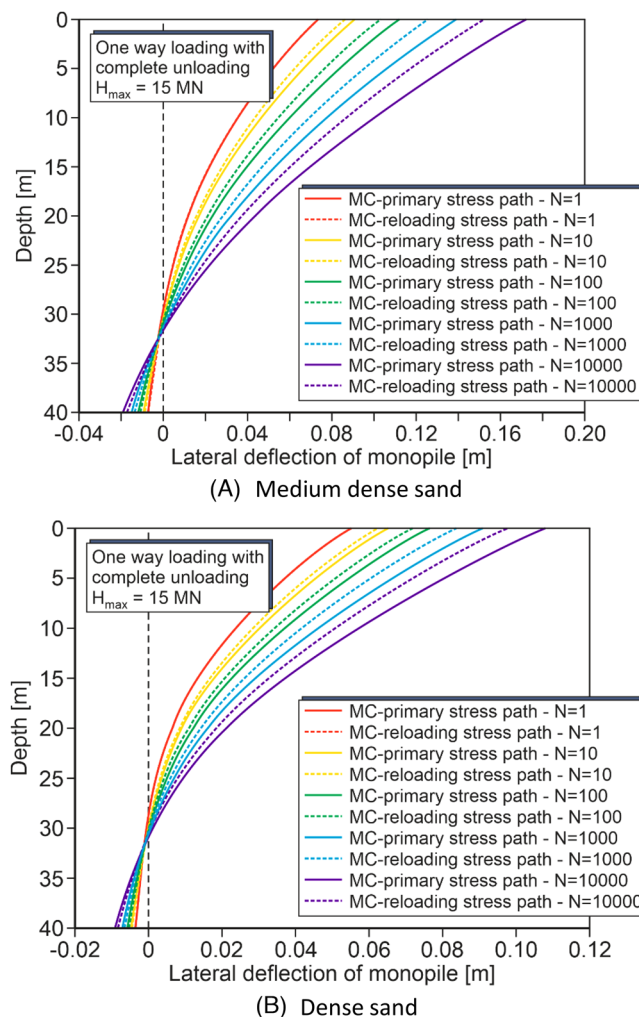 0
5
10
15
20
25
30
35
40
Depth [m]
One way loading with
complete unloading
Hmax = 15 MN
MC-primary stress path - N=1
MC-reloading stress path - N=1
MC-primary stress path - N=10
MC-reloading stress path - N=10
MC-primary stress path - N=100
MC-reloading stress path - N=100
MC-primary stress path - N=1000
MC-reloading stress path - N=1000
MC-primary stress path - N=10000
MC-reloading stress path - N=10000
-0.04 0 0.04 0.08 0.12 0.16 0.20
Lateral deflection of monopile [m]
(A) Medium dense sand
0
5
10
15
20
25
30
35
40
Depth [m]
One way loading with
complete unloading
Hmax = 15 MN
MC-primary stress path - N=1
MC-reloading stress path - N=1
MC-primary stress path - N=10
MC-reloading stress path - N=10
MC-primary stress path - N=100
MC-reloading stress path - N=100
MC-primary stress path - N=1000
MC-reloading stress path - N=1000
MC-primary stress path - N=10000
MC-reloading stress path - N=10000
-0.02 0 0.02 0.04 0.06 0.08 0.10 0.12
Lateral deflection of monopile [m]
(B) Dense sand